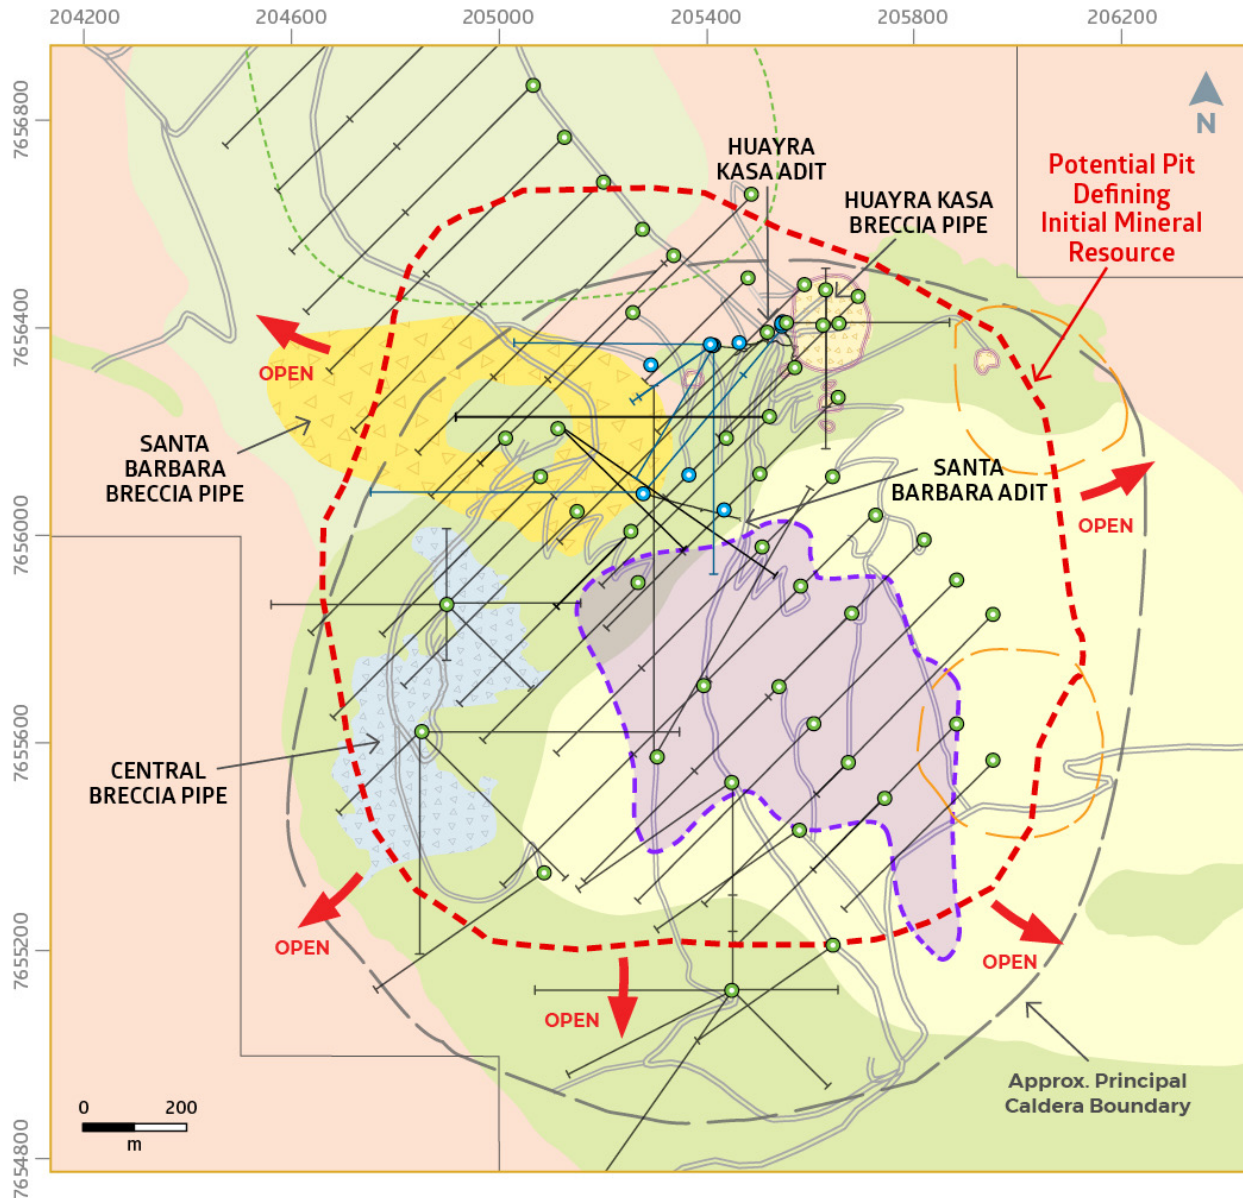 204200
204600
205000
205400
205800
206200
7656800
7656400
7656000
7655600
7655200
7654800
N
HUAYRA
KASA ADIT
HUAYRA KASA
BRECCIA PIPE
Potential Pit
Defining
Initial Mineral
Resource
OPEN
SANTA
BARBARA
BRECCIA PIPE
SANTA
BARBARA ADIT
OPEN
CENTRAL
BRECCIA PIPE
OPEN
OPEN
OPEN
Approx. Principal
Caldera Boundary
0
200
m